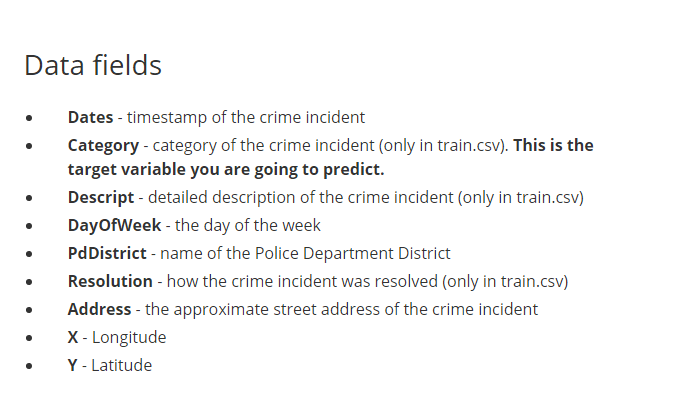 Data fields
• Dates - timestamp of the crime incident
• Category - category of the crime incident (only in train.csv). This is the
target variable you are going to predict.
• Descript - detailed description of the crime incident (only in train.csv)
• DayOfWeek - the day of the week
• PdDistrict - name of the Police Department District
• Resolution - how the crime incident was resolved (only in train.csv)
• Address - the approximate street address of the crime incident
• X - Longitude
• Y - Latitude